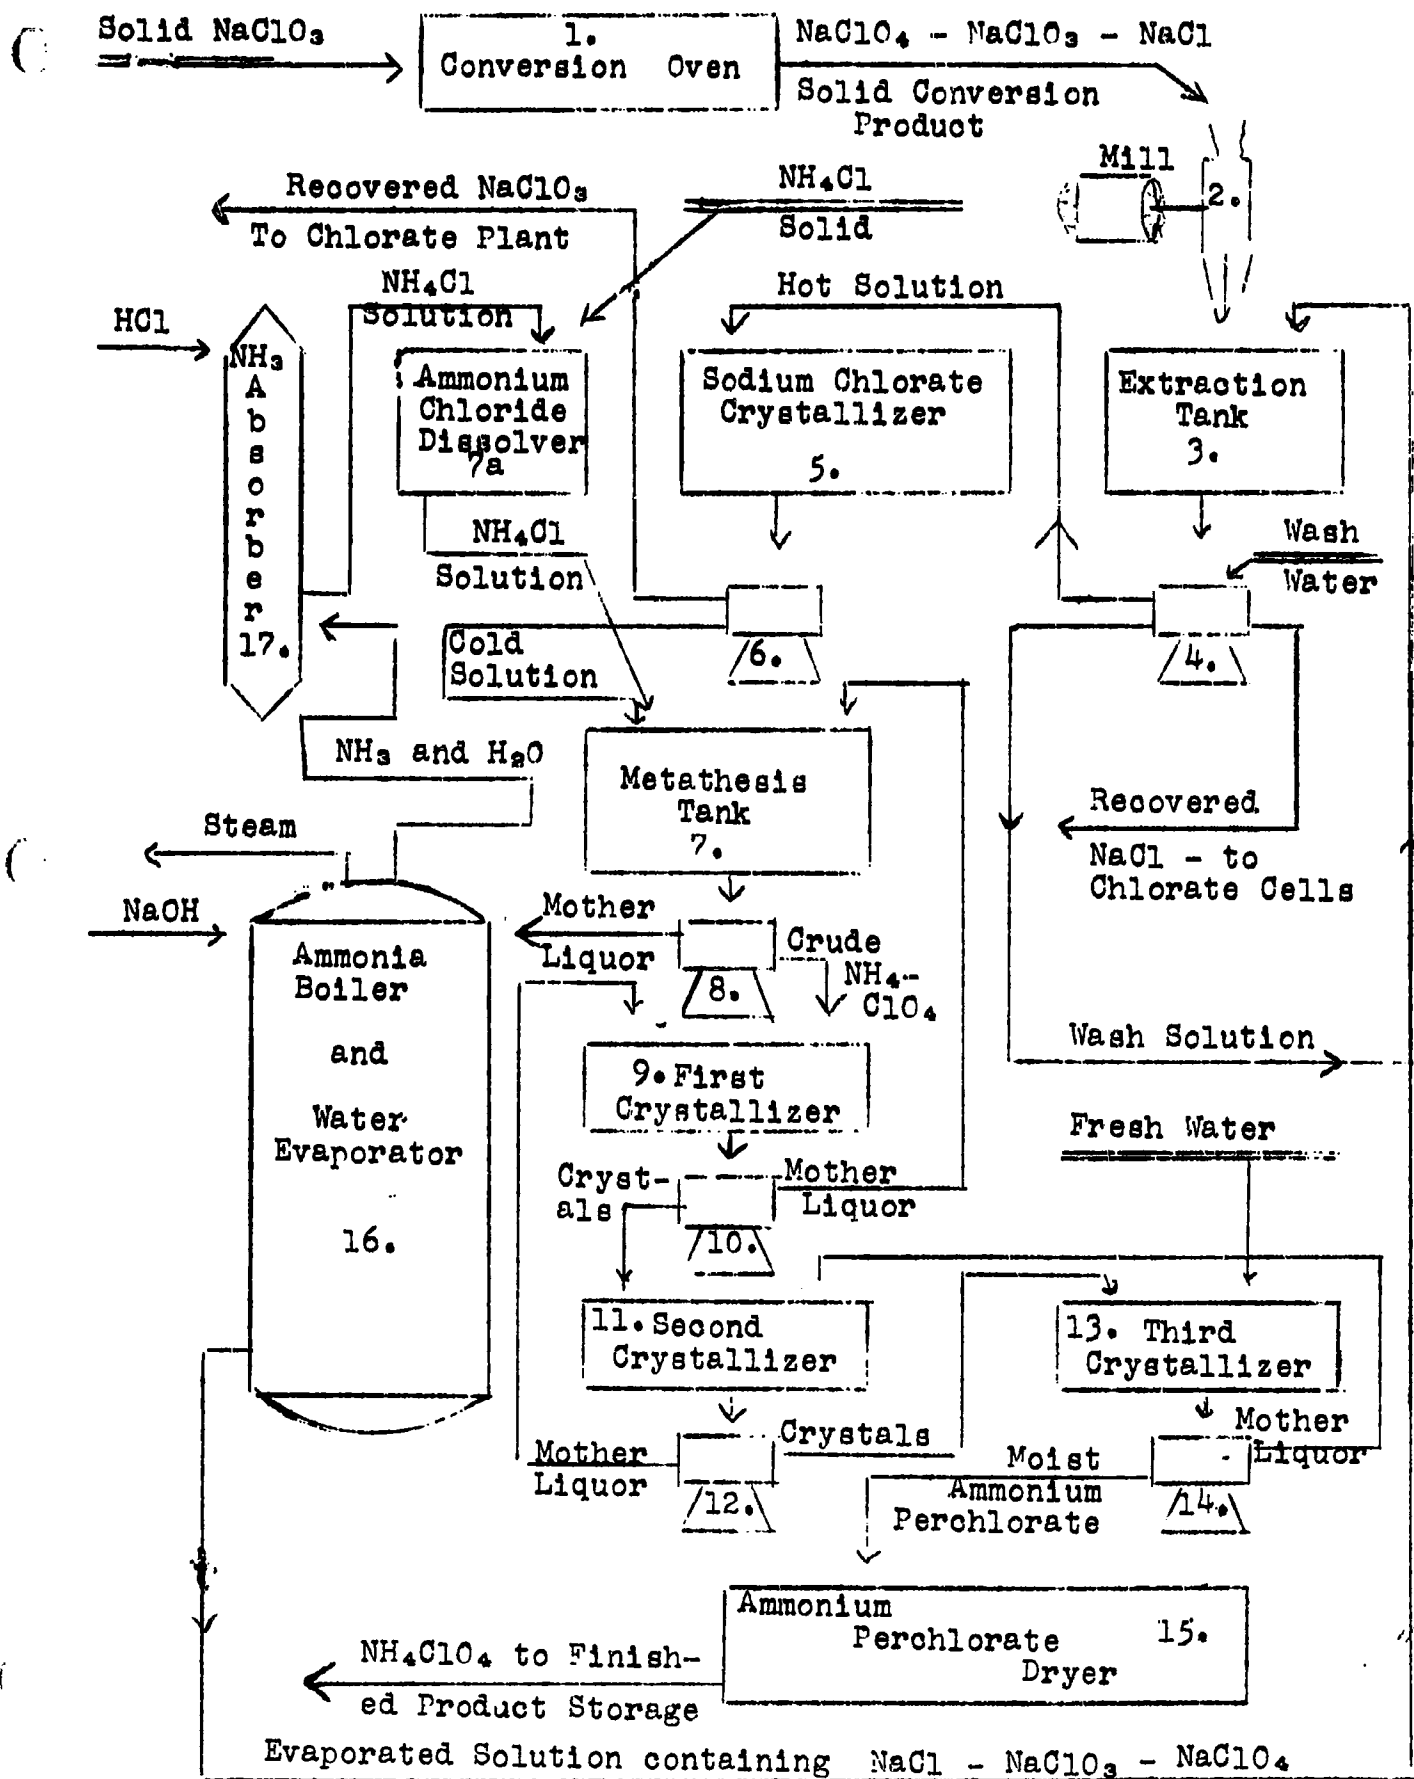 Solid NaClO₃
1.
Conversion Oven
NaClO₄ - NaClO₃ - NaCl
Solid Conversion
Product
Mill
2.
Recovered NaClO₃
To Chlorate Plant
NH₄Cl
Solid
NH₄Cl
Solution
Hot Solution
HCl
NH₃
A
b
s
o
r
b
e
r
17.
Ammonium
Chloride
Dissolver
7a
Sodium Chlorate
Crystallizer
5.
Extraction
Tank
3.
NH₄Cl
Solution
Wash
Water
Cold
Solution
6.
4.
NH₃ and H₂O
Metathesis
Tank
7.
Recovered
NaCl - to
Chlorate Cells
Steam
NaOH
Mother
Liquor
8.
Crude
NH₄-
ClO₄
Ammonia
Boiler
and
Water
Evaporator
16.
9. First
Crystallizer
Wash Solution
Fresh Water
Cryst-
als
Mother
Liquor
10.
11. Second
Crystallizer
13. Third
Crystallizer
Mother
Liquor
12.
Crystals
Mother
Liquor
14.
Moist
Ammonium
Perchlorate
Ammonium
Perchlorate 15.
Dryer
NH₄ClO₄ to Finish-
ed Product Storage
Evaporated Solution containing NaCl - NaClO₃ - NaClO₄